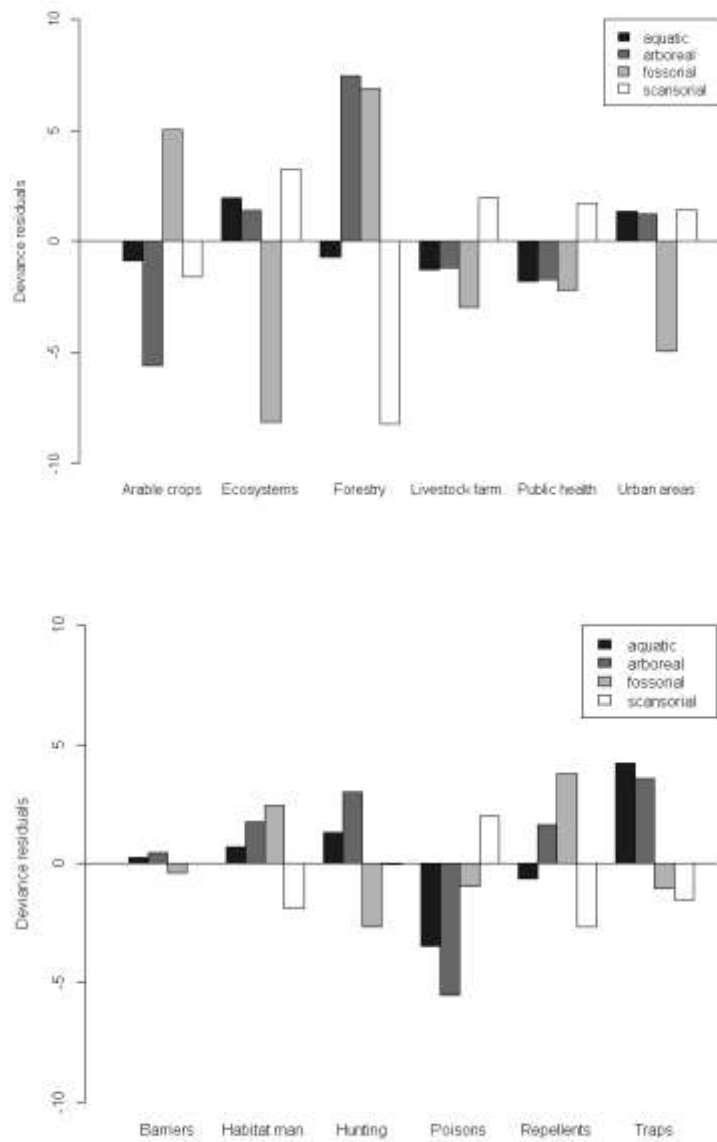 10
5
0
-5
-10
Deviance residuals
aquatic
arboreal
fossorial
scansorial
Arable crops Ecosystems Forestry Livestock farm. Public health Urban areas
10
5
0
-5
-10
Deviance residuals
aquatic
arboreal
fossorial
scansorial
Barriers Habitat man. Hunting Poisons Repellents Traps